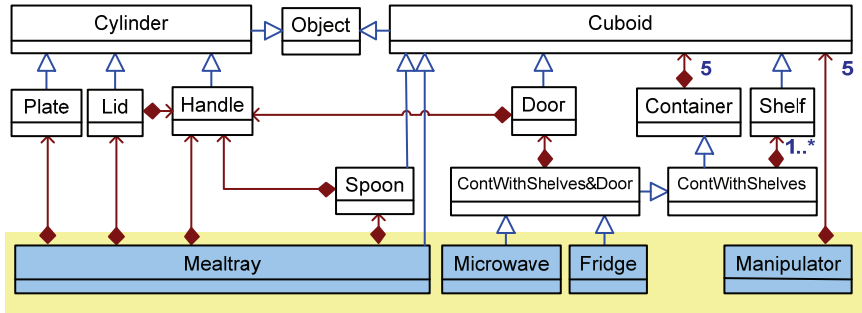 Cylinder
Object
Cuboid
5
5
Plate
Lid
Handle
Door
Container
Shelf
1..*
Spoon
ContWithShelves&Door
ContWithShelves
Mealtray
Microwave
Fridge
Manipulator